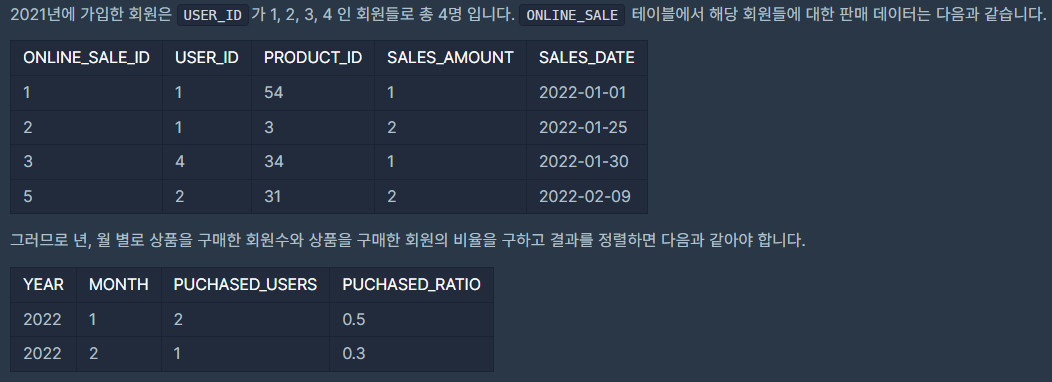 2021년에 가입한 회원은 USER_ID 가 1, 2, 3, 4 인 회원들로 총 4명 입니다. ONLINE_SALE 테이블에서 해당 회원들에 대한 판매 데이터는 다음과 같습니다.
ONLINE_SALE_ID USER_ID PRODUCT_ID SALES_AMOUNT SALES_DATE
1 1 54 1 2022-01-01
2 1 3 2 2022-01-25
3 4 34 1 2022-01-30
5 2 31 2 2022-02-09
그러므로 년, 월 별로 상품을 구매한 회원수와 상품을 구매한 회원의 비율을 구하고 결과를 정렬하면 다음과 같아야 합니다.
YEAR MONTH PUCHASED_USERS PUCHASED_RATIO
2022 1 2 0.5
2022 2 1 0.3